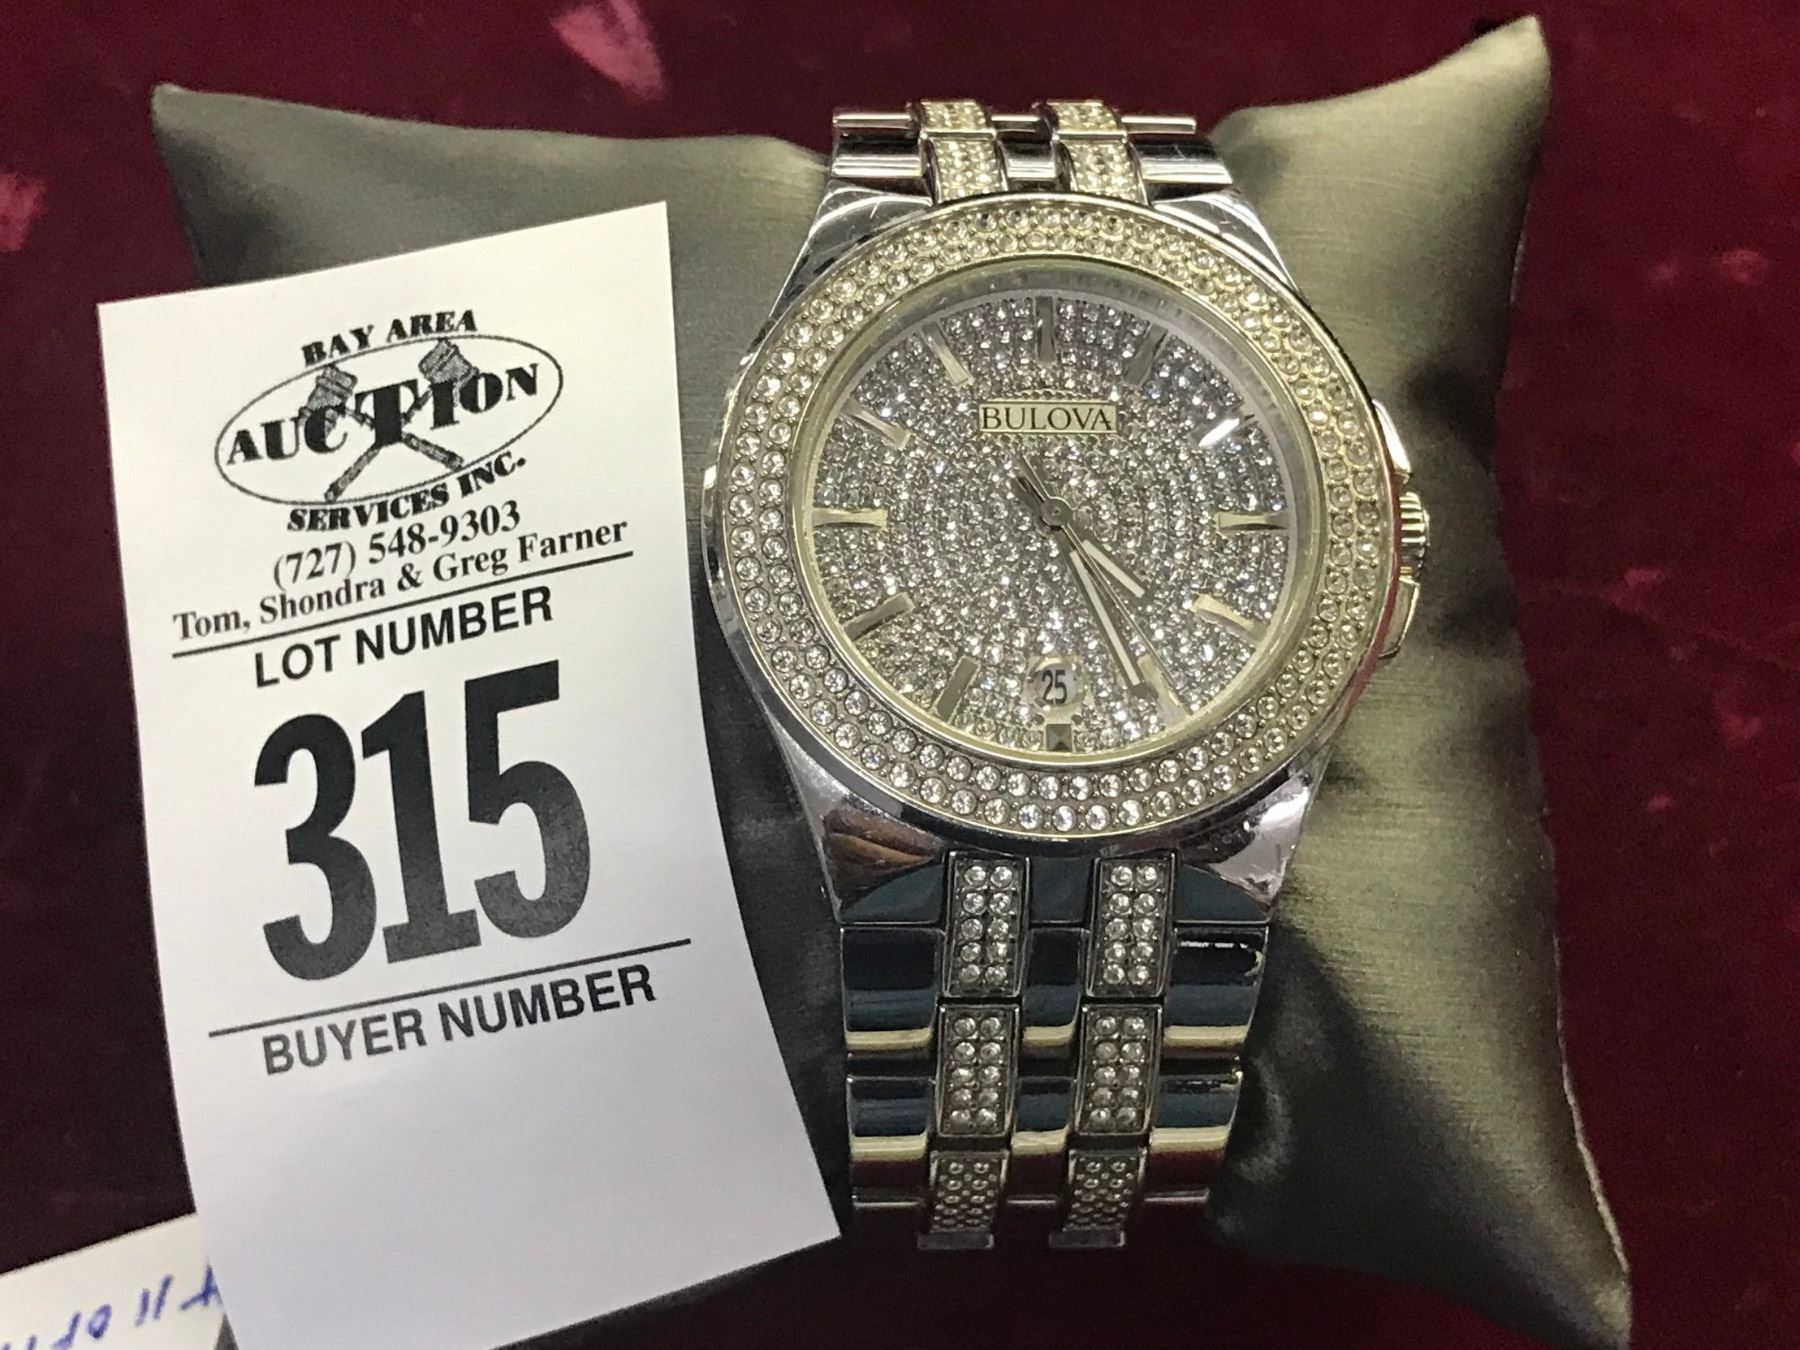 BAY AREA
AUCTION
SERVICES INC.
(727) 548-9303
Tom, Shondra & Greg Farner
LOT NUMBER
315
BUYER NUMBER
BULOVA
25